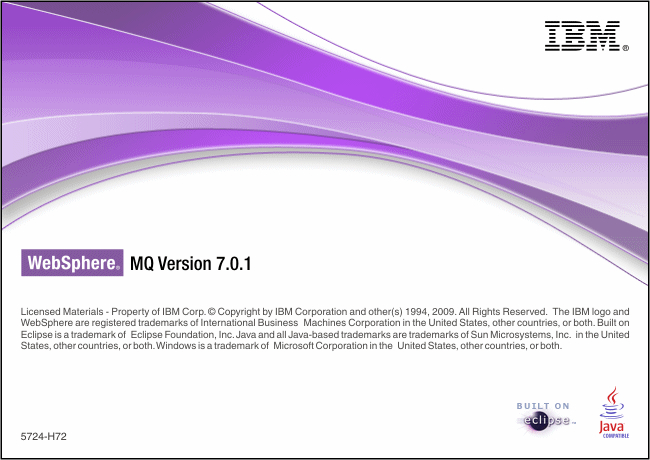 IBM®
WebSphere® MQ Version 7.0.1
Licensed Materials - Property of IBM Corp. © Copyright by IBM Corporation and other(s) 1994, 2009. All Rights Reserved. The IBM logo and
WebSphere are registered trademarks of International Business Machines Corporation in the United States, other countries, or both. Built on
Eclipse is a trademark of Eclipse Foundation, Inc. Java and all Java-based trademarks are trademarks of Sun Microsystems, Inc. in the United
States, other countries, or both. Windows is a trademark of Microsoft Corporation in the United States, other countries, or both.
BUILT ON
eclipse™
Java
COMPATIBLE
5724-H72